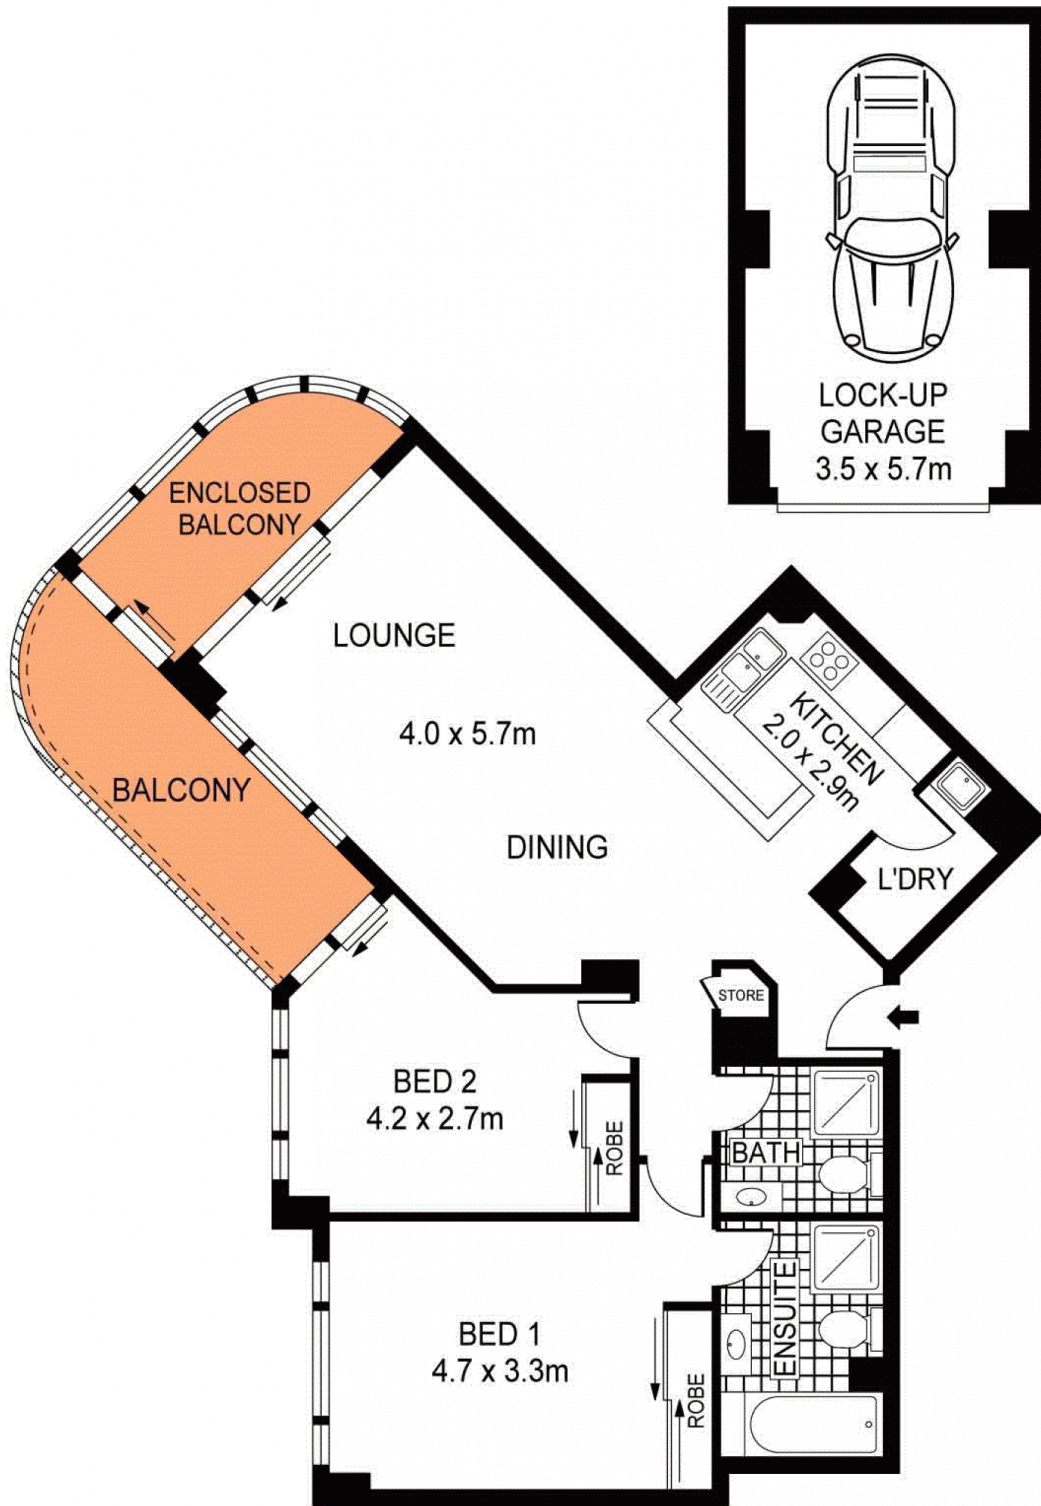 LOCK-UP
GARAGE
3.5 x 5.7m
ENCLOSED
BALCONY
LOUNGE
4.0 x 5.7m
KITCHEN
2.0 x 2.9m
BALCONY
DINING
L'DRY
STORE
BED 2
4.2 x 2.7m
ROBE
BATH
BED 1
4.7 x 3.3m
ROBE
ENSUITE